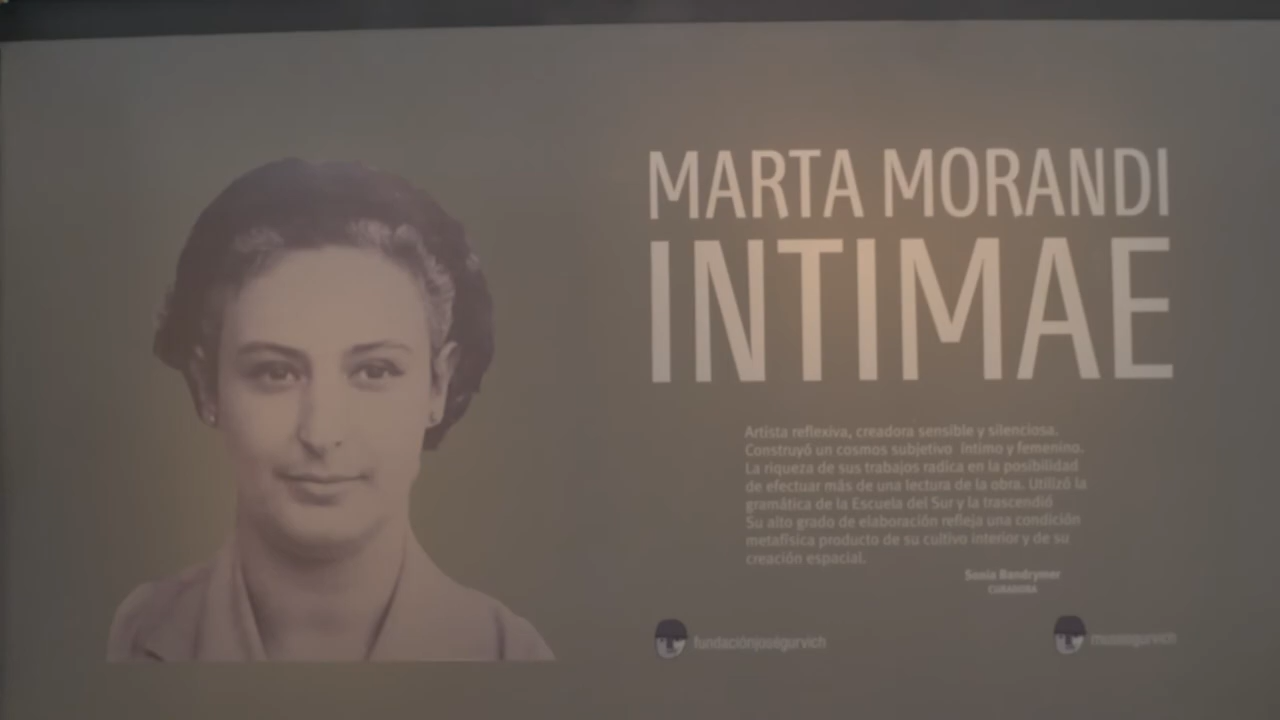 MARTA MORANDI
INTIMAE
Artista reflexiva, creadora sensible y silenciosa.
Construyó un cosmos subjetivo íntimo y femenino.
La riqueza de sus trabajos radica en la posibilidad
de efectuar más de una lectura de la obra. Utilizó la
gramática de la Escuela del Sur y la trascendió
Su alto grado de elaboración refleja una condición
metafísica producto de su cultivo interior y de su
creación espacial.
Sonia Bandrymer
CURADORA
fundaciónjoségurvich
museogurvich